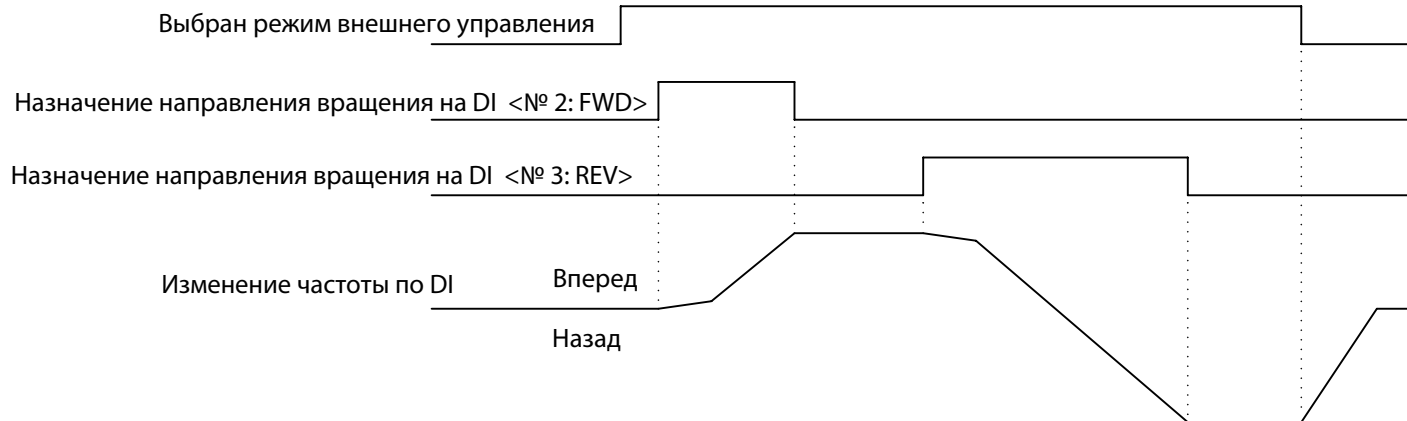 Выбран режим внешнего управления
Назначение направления вращения на DI <№ 2: FWD>
Назначение направления вращения на DI <№ 3: REV>
Изменение частоты по DI
Вперед
Назад